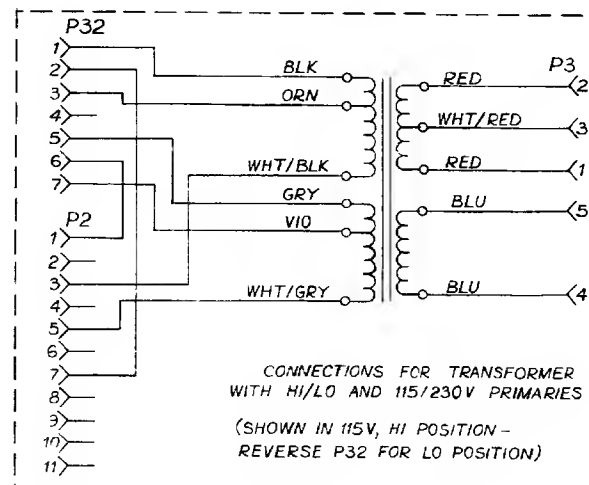 P32
1
2
3
4
5
6
7
P2
1
2
3
4
5
6
7
8
9
10
11
BLK
ORN
WHT/BLK
GRY
VIO
WHT/GRY
RED
WHT/RED
RED
BLU
BLU
P3
2
3
1
5
4
CONNECTIONS FOR TRANSFORMER
WITH HI/LO AND 115/230V PRIMARIES
(SHOWN IN 115V, HI POSITION –
REVERSE P32 FOR LO POSITION)